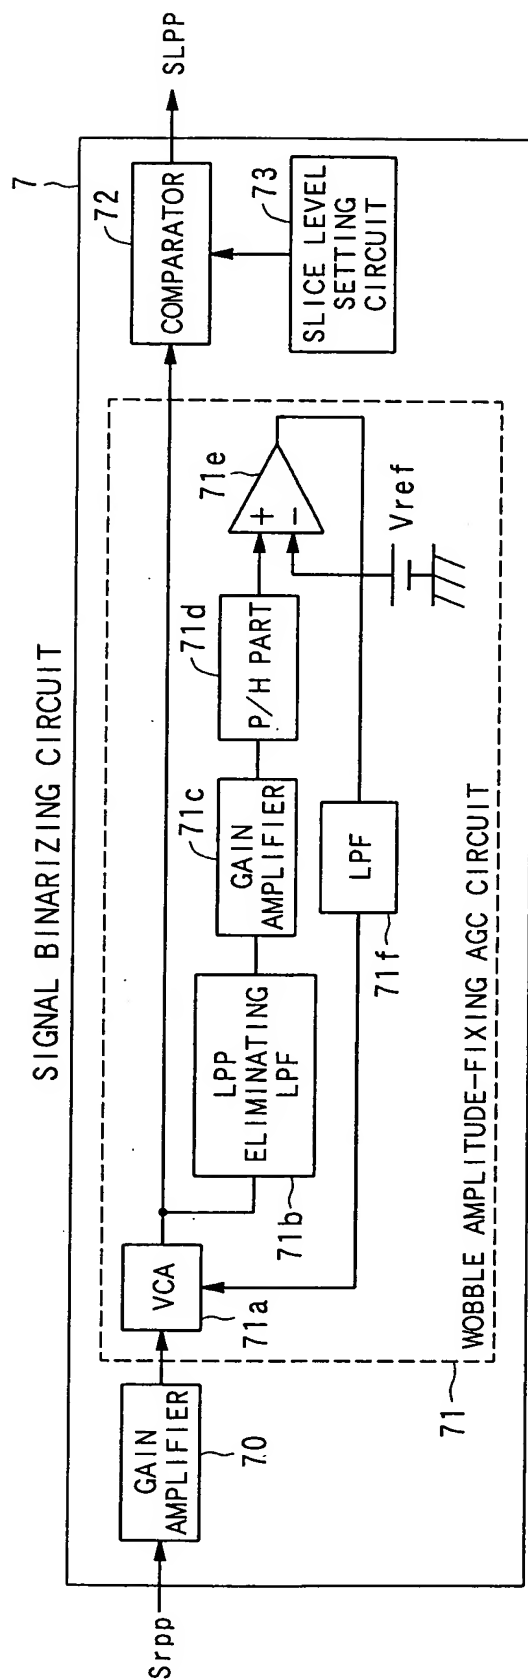 SIGNAL BINARIZING CIRCUIT
7
Srpp
GAIN
AMPLIFIER
70
VCA
71a
LPP
ELIMINATING
LPF
71b
GAIN
AMPLIFIER
71c
P/H PART
71d
+
−
71e
Vref
LPF
71f
71
WOBBLE AMPLITUDE-FIXING AGC CIRCUIT
COMPARATOR
72
SLICE LEVEL
SETTING
CIRCUIT
73
SLPP